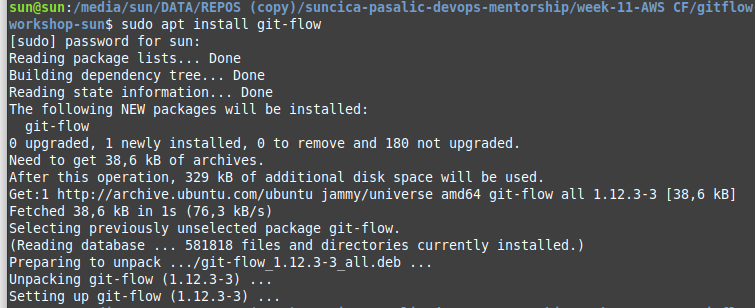 sun@sun:/media/sun/DATA/REPOS (copy)/suncica-pasalic-devops-mentorship/week-11-AWS CF/gitflow
workshop-sun$ sudo apt install git-flow
[sudo] password for sun:
Reading package lists... Done
Building dependency tree... Done
Reading state information... Done
The following NEW packages will be installed:
  git-flow
0 upgraded, 1 newly installed, 0 to remove and 180 not upgraded.
Need to get 38,6 kB of archives.
After this operation, 329 kB of additional disk space will be used.
Get:1 http://archive.ubuntu.com/ubuntu jammy/universe amd64 git-flow all 1.12.3-3 [38,6 kB]
Fetched 38,6 kB in 1s (76,3 kB/s)
Selecting previously unselected package git-flow.
(Reading database ... 581818 files and directories currently installed.)
Preparing to unpack .../git-flow_1.12.3-3_all.deb ...
Unpacking git-flow (1.12.3-3) ...
Setting up git-flow (1.12.3-3) ...